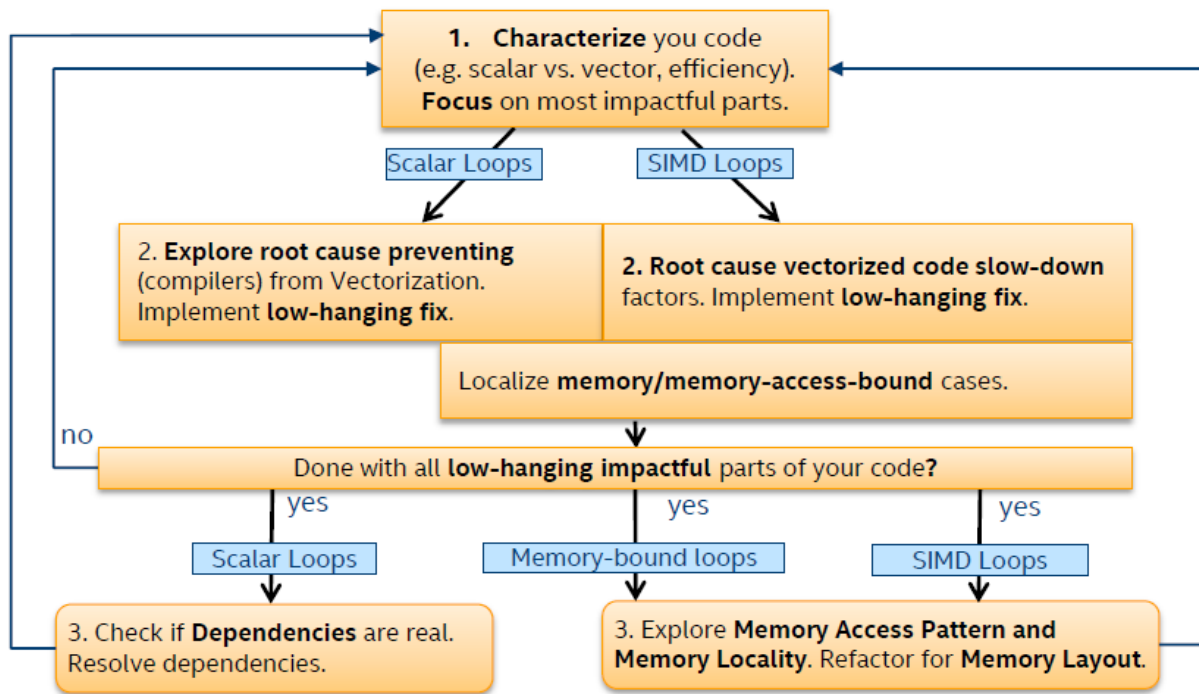 1. Characterize you code
(e.g. scalar vs. vector, efficiency).
Focus on most impactful parts.
Scalar Loops
SIMD Loops
2. Explore root cause preventing
(compilers) from Vectorization.
Implement low-hanging fix.
2. Root cause vectorized code slow-down
factors. Implement low-hanging fix.
Localize memory/memory-access-bound cases.
no
Done with all low-hanging impactful parts of your code?
yes
yes
yes
Scalar Loops
Memory-bound loops
SIMD Loops
3. Check if Dependencies are real.
Resolve dependencies.
3. Explore Memory Access Pattern and
Memory Locality. Refactor for Memory Layout.